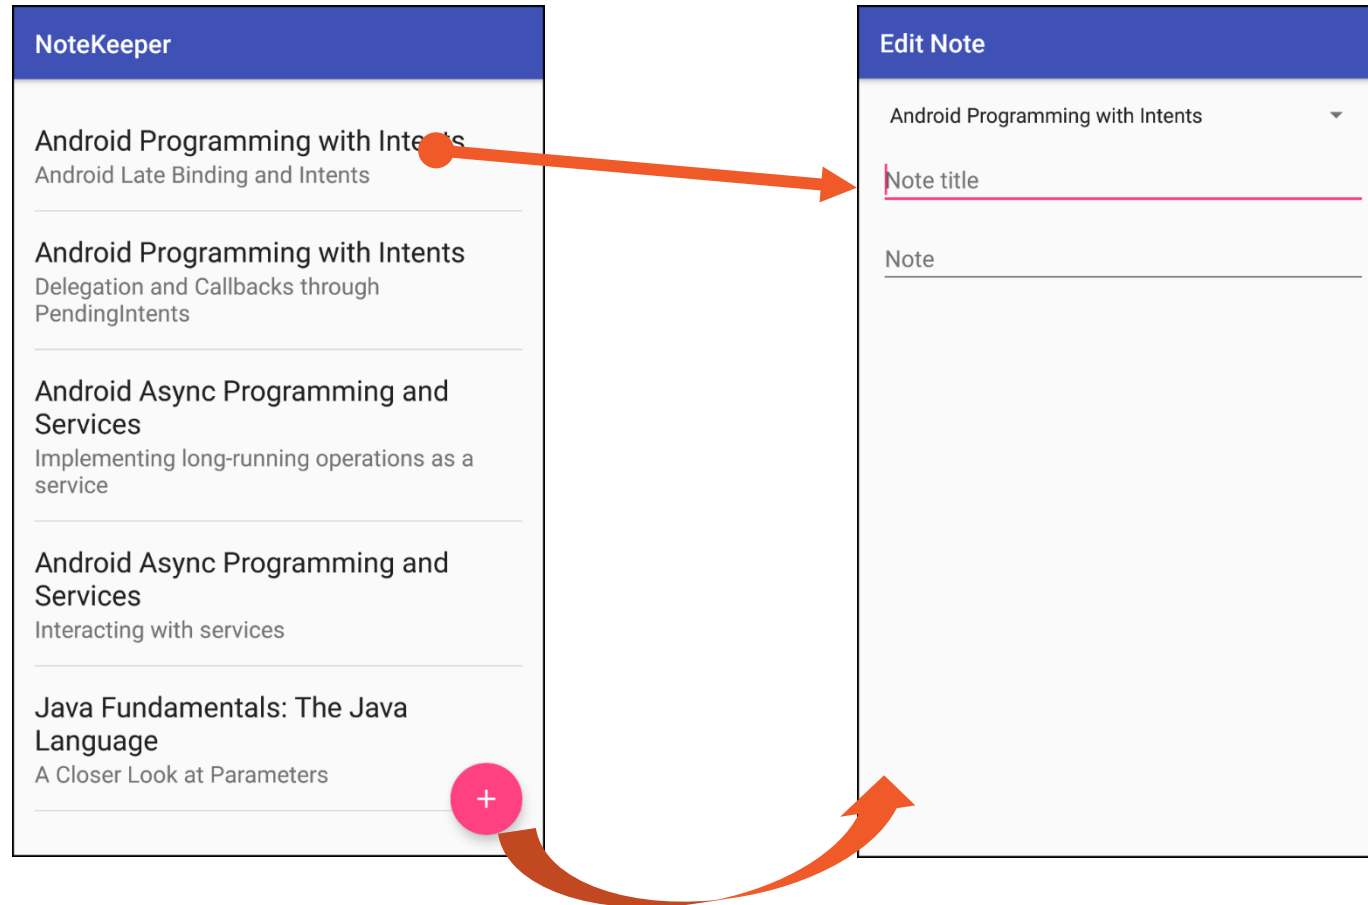 NoteKeeper
Android Programming with Intents
Android Late Binding and Intents
Android Programming with Intents
Delegation and Callbacks through
PendingIntents
Android Async Programming and
Services
Implementing long-running operations as a
service
Android Async Programming and
Services
Interacting with services
Java Fundamentals: The Java
Language
A Closer Look at Parameters
+
Edit Note
Android Programming with Intents
Note title
Note